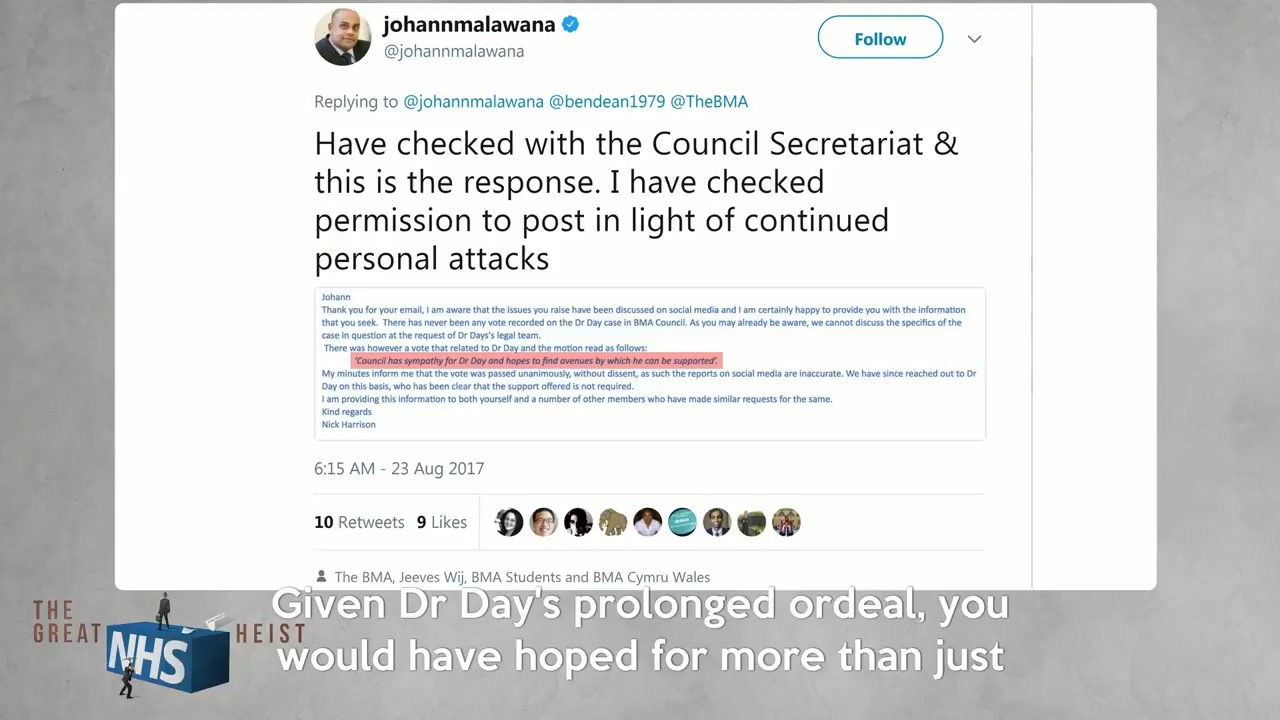 johannmalawana
@johannmalawana
Follow
Replying to @johannmalawana @bendean1979 @TheBMA
Have checked with the Council Secretariat &
this is the response. I have checked
permission to post in light of continued
personal attacks
Johann
Thank you for your email, I am aware that the issues you raise have been discussed on social media and I am certainly happy to provide you with the information
that you seek. There has never been any vote recorded on the Dr Day case in BMA Council. As you may already be aware, we cannot discuss the specifics of the
case in question at the request of Dr Days's legal team.
There was however a vote that related to Dr Day and the motion read as follows:
'Council has sympathy for Dr Day and hopes to find avenues by which he can be supported'.
My minutes inform me that the vote was passed unanimously, without dissent, as such the reports on social media are inaccurate. We have since reached out to Dr
Day on this basis, who has been clear that the support offered is not required.
I am providing this information to both yourself and a number of other members who have made similar requests for the same.
Kind regards
Nick Harrison
6:15 AM - 23 Aug 2017
10 Retweets 9 Likes
The BMA, Jeeves Wij, BMA Students and BMA Cymru Wales
THE
GREAT NHS HEIST
Given Dr Day's prolonged ordeal, you
would have hoped for more than just